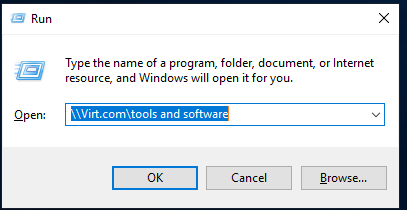 Run
Type the name of a program, folder, document, or Internet
resource, and Windows will open it for you.
Open: \\Virt.com\tools and software
OK Cancel Browse...